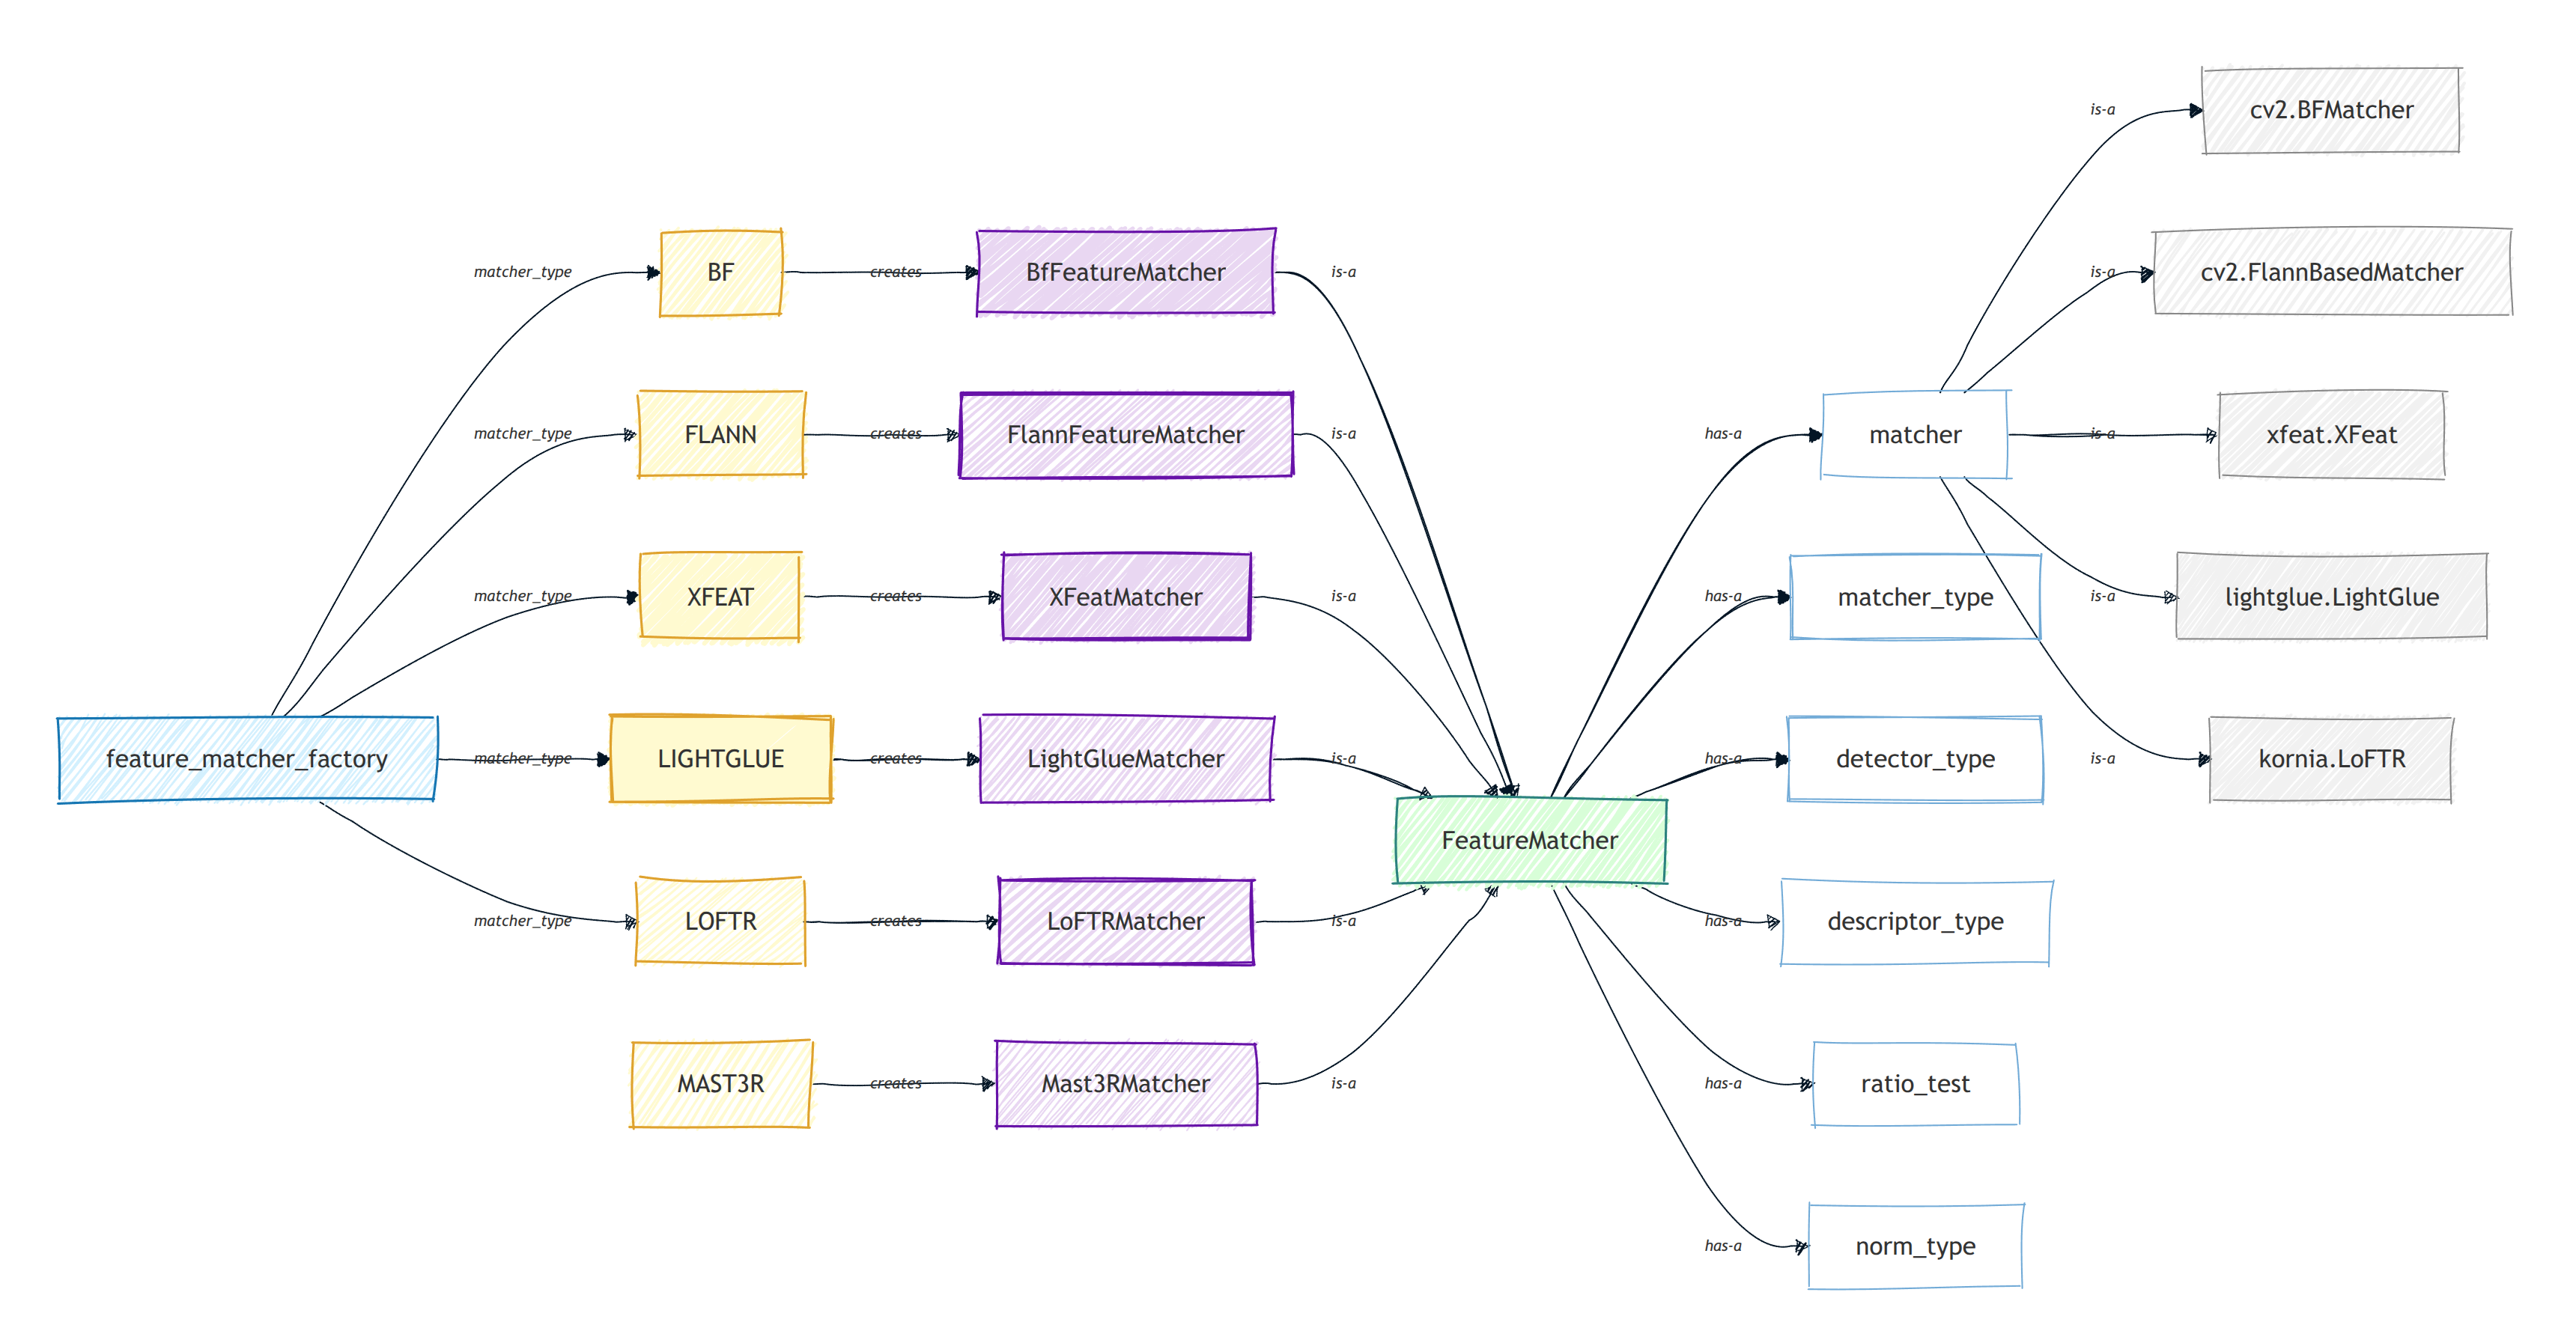 cv2.BFMatcher
is-a
matcher_type
BF
creates
BfFeatureMatcher
is-a
is-a
cv2.FlannBasedMatcher
matcher_type
FLANN
creates
FlannFeatureMatcher
is-a
has-a
matcher
is-a
xfeat.XFeat
matcher_type
XFEAT
creates
XFeatMatcher
is-a
has-a
matcher_type
is-a
lightglue.LightGlue
feature_matcher_factory
matcher_type
LIGHTGLUE
creates
LightGlueMatcher
is-a
has-a
detector_type
is-a
kornia.LoFTR
FeatureMatcher
matcher_type
LOFTR
creates
LoFTRMatcher
is-a
has-a
descriptor_type
MAST3R
creates
Mast3RMatcher
is-a
has-a
ratio_test
has-a
norm_type